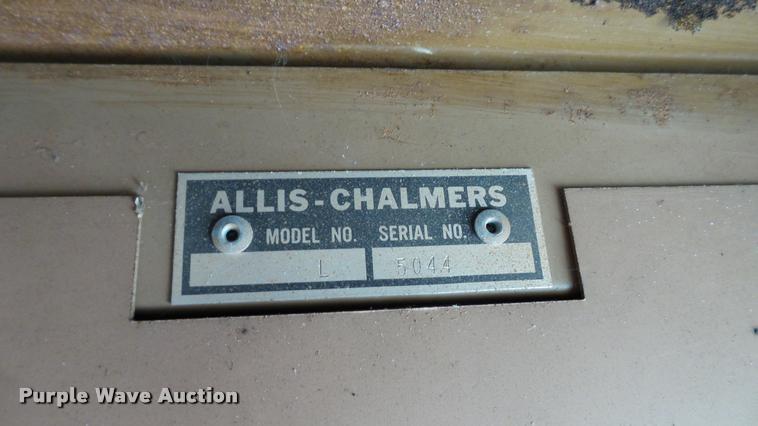 ALLIS-CHALMERS
MODEL NO. SERIAL NO.
L 5044
Purple Wave Auction